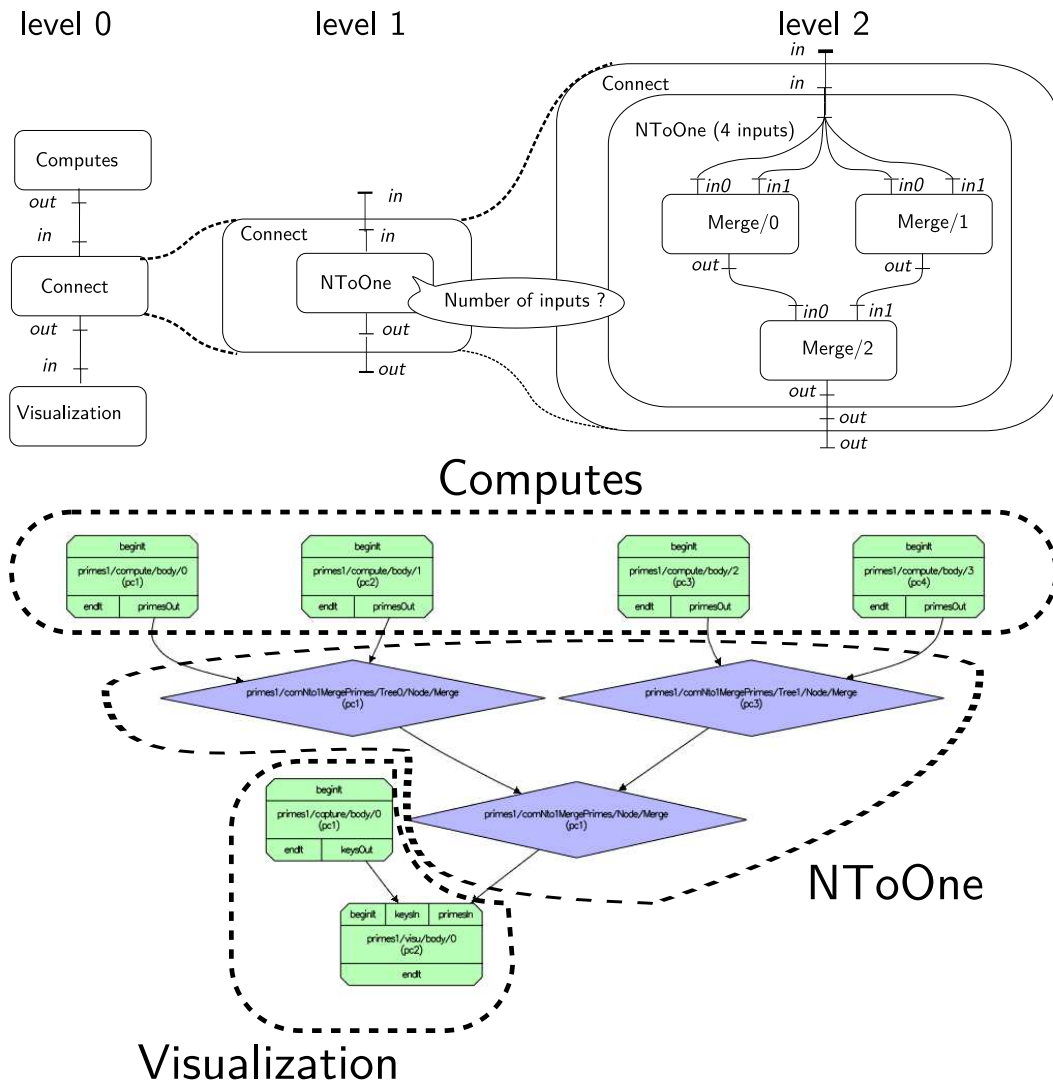 level 0
level 1
level 2
in
Connect
in
NToOne (4 inputs)
Computes
out
in
Connect
out
in
Visualization
in
Connect
in
NToOne
Number of inputs ?
out
out
in0
in1
in0
in1
Merge/0
Merge/1
out
out
in0
in1
Merge/2
out
out
out
Computes
beginIt
primes1/compute/body/0
(pc1)
endIt
primesOut
beginIt
primes1/compute/body/1
(pc2)
endIt
primesOut
beginIt
primes1/compute/body/2
(pc3)
endIt
primesOut
beginIt
primes1/compute/body/3
(pc4)
endIt
primesOut
primes1/comNto1MergePrimes/Tree0/Node/Merge
(pc1)
primes1/comNto1MergePrimes/Tree1/Node/Merge
(pc3)
beginIt
primes1/capture/body/0
(pc1)
endIt
keysOut
primes1/comNto1MergePrimes/Node/Merge
(pc1)
NToOne
beginIt
keysIn
primesIn
primes1/visu/body/0
(pc2)
endIt
Visualization